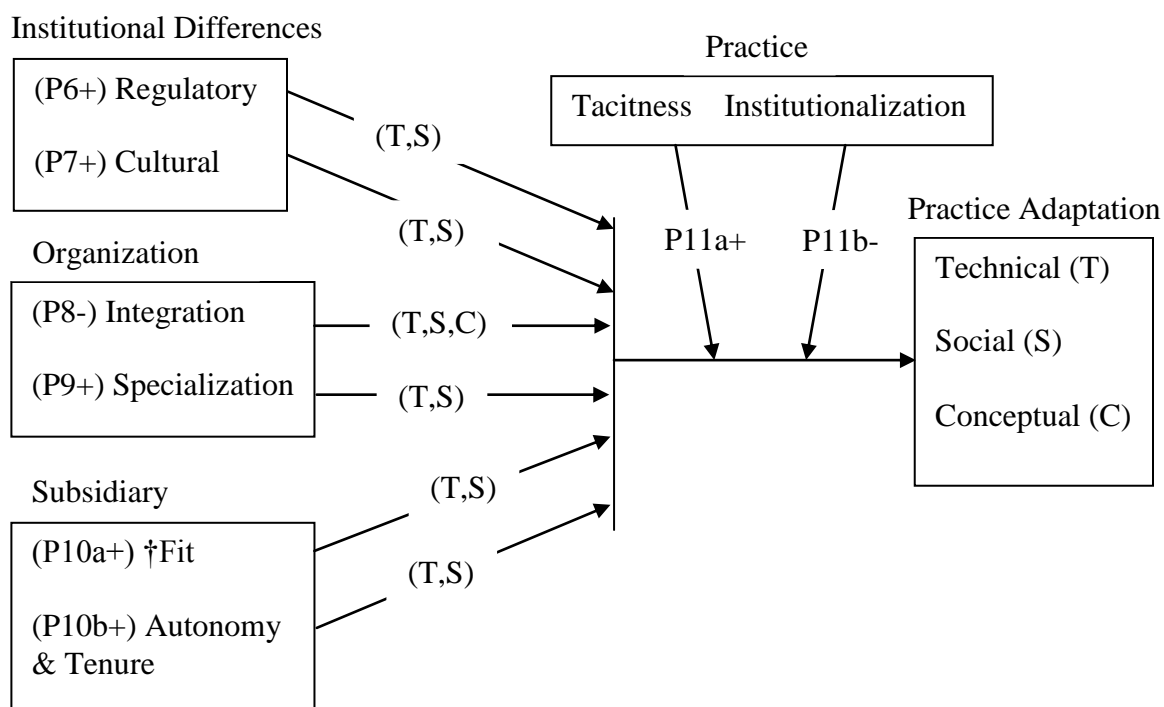 Institutional Differences
(P6+) Regulatory
(P7+) Cultural
(T,S)
(T,S)
Organization
(P8-) Integration
(P9+) Specialization
(T,S,C)
(T,S)
Subsidiary
(P10a+) †Fit
(P10b+) Autonomy
& Tenure
(T,S)
(T,S)
Practice
Tacitness Institutionalization
P11a+ P11b-
Practice Adaptation
Technical (T)
Social (S)
Conceptual (C)